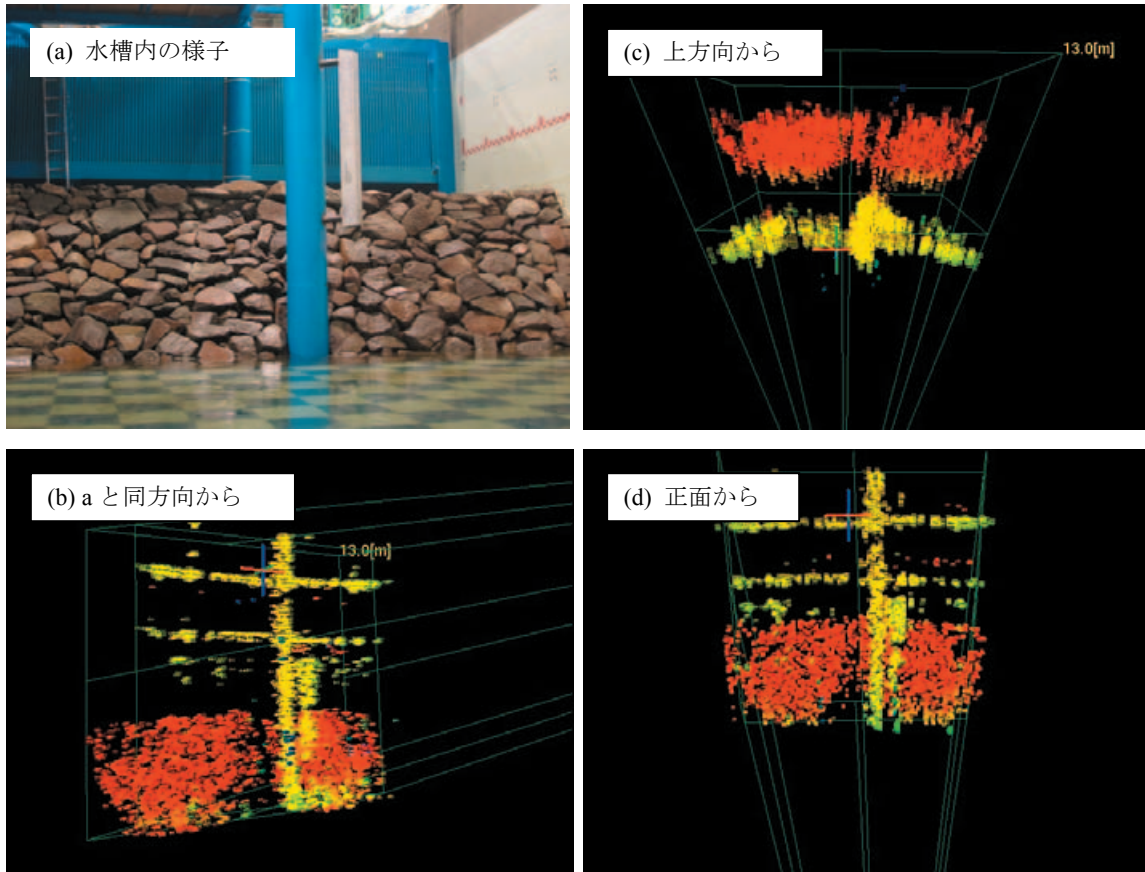 (a) 水槽内の様子
(c) 上方向から
13.0[m]
(b) a と同方向から
13.0[m]
(d) 正面から